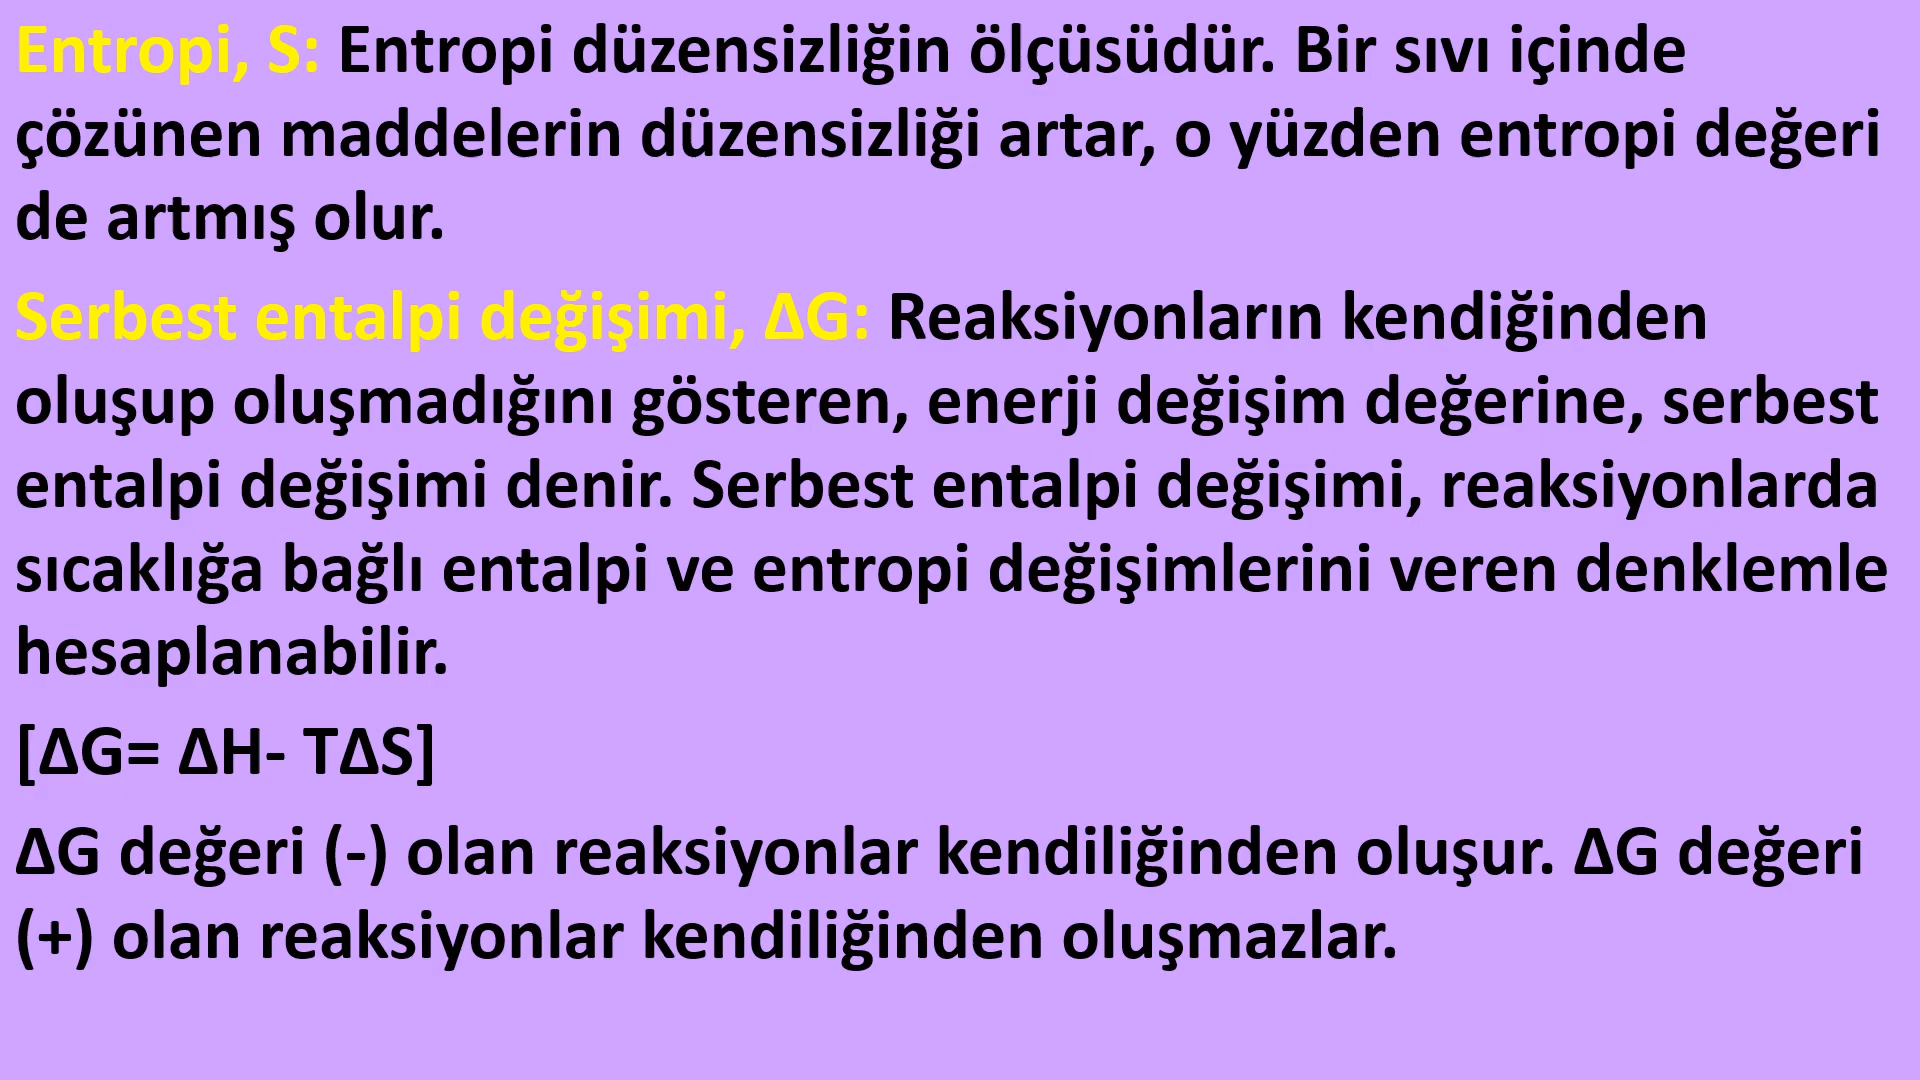 Entropi, S: Entropi düzensizliğin ölçüsüdür. Bir sıvı içinde
çözünen maddelerin düzensizliği artar, o yüzden entropi değeri
de artmış olur.
Serbest entalpi değişimi, ΔG: Reaksiyonların kendiğinden
oluşup oluşmadığını gösteren, enerji değişim değerine, serbest
entalpi değişimi denir. Serbest entalpi değişimi, reaksiyonlarda
sıcaklığa bağlı entalpi ve entropi değişimlerini veren denklemle
hesaplanabilir.
[ΔG= ΔH- TΔS]
ΔG değeri (-) olan reaksiyonlar kendiliğinden oluşur. ΔG değeri
(+) olan reaksiyonlar kendiliğinden oluşmazlar.